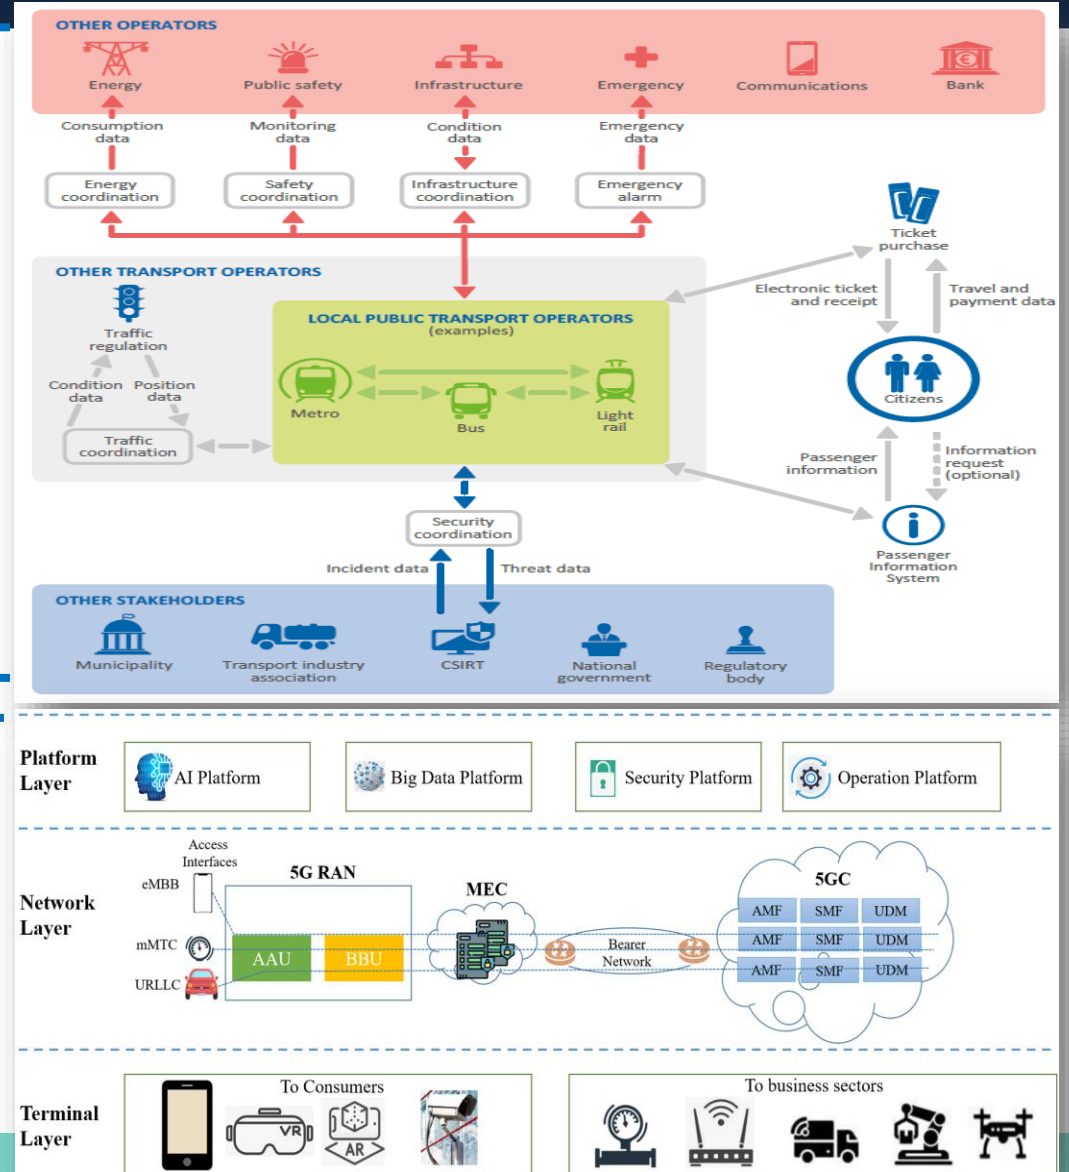 OTHER OPERATORS
Energy
Public safety
Infrastructure
Emergency
Communications
Bank
Consumption
data
Monitoring
data
Condition
data
Emergency
data
Energy
coordination
Safety
coordination
Infrastructure
coordination
Emergency
alarm
Ticket
purchase
OTHER TRANSPORT OPERATORS
Traffic
regulation
Condition
data
Position
data
Traffic
coordination
LOCAL PUBLIC TRANSPORT OPERATORS
(examples)
Metro
Bus
Light
rail
Electronic ticket
and receipt
Travel and
payment data
Citizens
Passenger
information
Information
request
(optional)
Passenger
Information
System
Security
coordination
Incident data
Threat data
OTHER STAKEHOLDERS
Municipality
Transport industry
association
CSIRT
National
government
Regulatory
body
Platform
Layer
AI Platform
Big Data Platform
Security Platform
Operation Platform
Network
Layer
Access
Interfaces
eMBB
mMTC
URLLC
5G RAN
AAU
BBU
MEC
Bearer
Network
5GC
AMF SMF UDM
AMF SMF UDM
AMF SMF UDM
Terminal
Layer
To Consumers
VR
AR
To business sectors